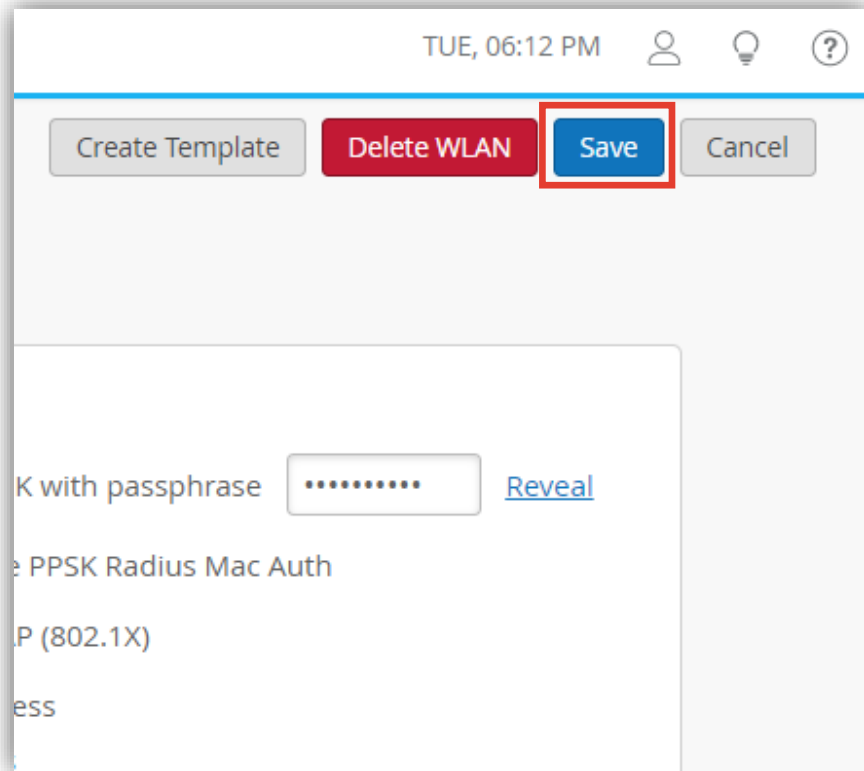 TUE, 06:12 PM ?
Create Template Delete WLAN Save Cancel
K with passphrase •••••••••• Reveal
PPSK Radius Mac Auth
P (802.1X)
ess